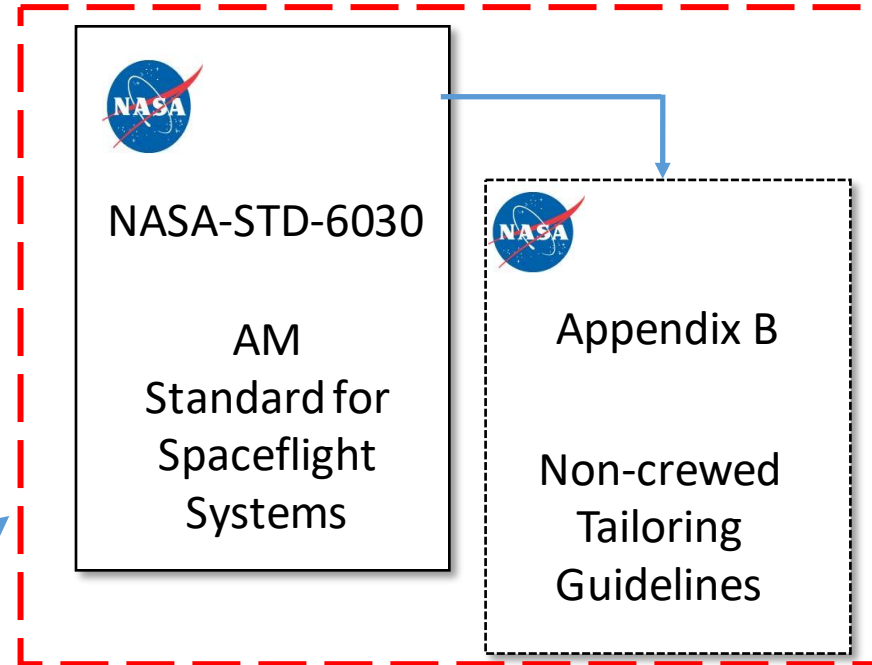 NASA
NASA-STD-6030
AM
Standard for
Spaceflight
Systems
NASA
Appendix B
Non-crewed
Tailoring
Guidelines